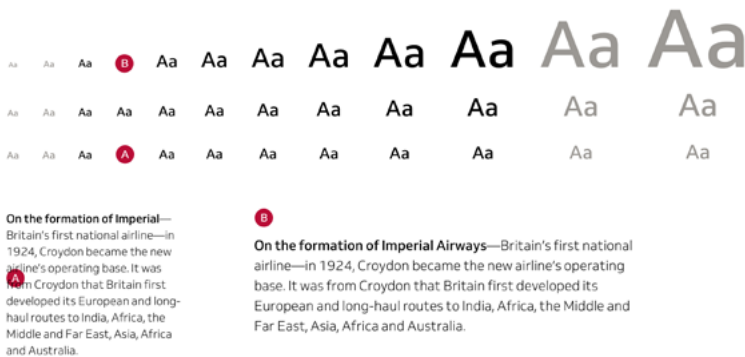 Aa Aa Aa B Aa Aa Aa Aa Aa Aa Aa Aa
Aa Aa Aa Aa Aa Aa Aa Aa Aa Aa Aa Aa
Aa Aa Aa A Aa Aa Aa Aa Aa Aa Aa Aa
On the formation of Imperial—
Britain's first national airline—in
1924, Croydon became the new
airline's operating base. It was
A
from Croydon that Britain first
developed its European and long-
haul routes to India, Africa, the
Middle and Far East, Asia, Africa
and Australia.
B
On the formation of Imperial Airways—Britain's first national
airline—in 1924, Croydon became the new airline's operating
base. It was from Croydon that Britain first developed its
European and long-haul routes to India, Africa, the Middle and
Far East, Asia, Africa and Australia.